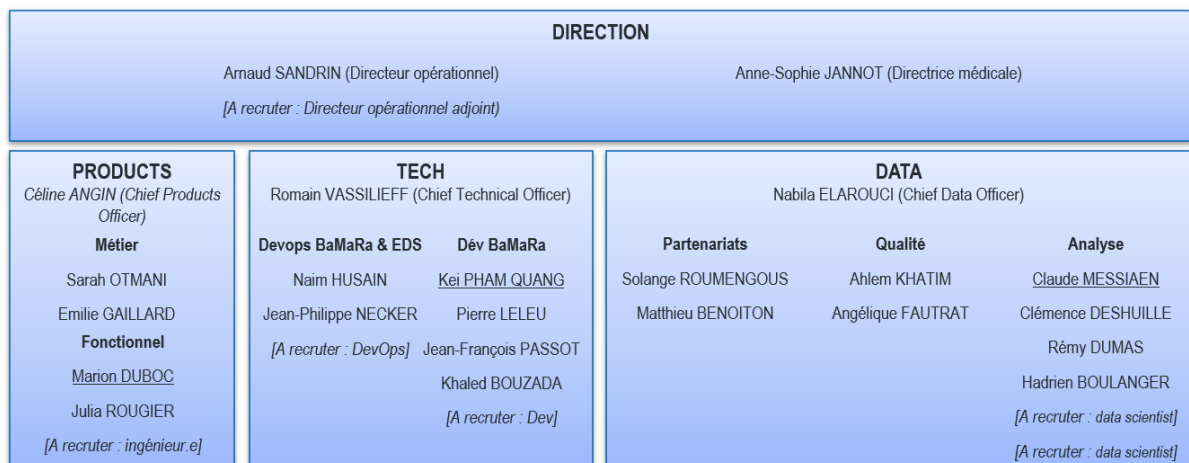 DIRECTION
Arnaud SANDRIN (Directeur opérationnel)
[A recruter : Directeur opérationnel adjoint)
Anne-Sophie JANNOT (Directrice médicale)
PRODUCTS
Céline ANGIN (Chief Products
Officer)
Métier
Sarah OTMANI
Emilie GAILLARD
Fonctionnel
Marion DUBOC
Julia ROUGIER
[A recruter : ingénieur.e]
TECH
Romain VASSILIEFF (Chief Technical Officer)
Devops BaMaRa & EDS
Naim HUSAIN
Jean-Philippe NECKER
[A recruter : DevOps]
Dév BaMaRa
Kei PHAM QUANG
Pierre LELEU
Jean-François PASSOT
Khaled BOUZADA
[A recruter : Dev]
DATA
Nabila ELAROUCI (Chief Data Officer)
Partenariats
Solange ROUMENGOUS
Matthieu BENOITON
Qualité
Ahlem KHATIM
Angélique FAUTRAT
Analyse
Claude MESSIAEN
Clémence DESHUILLE
Rémy DUMAS
Hadrien BOULANGER
[A recruter : data scientist]
[A recruter : data scientist]